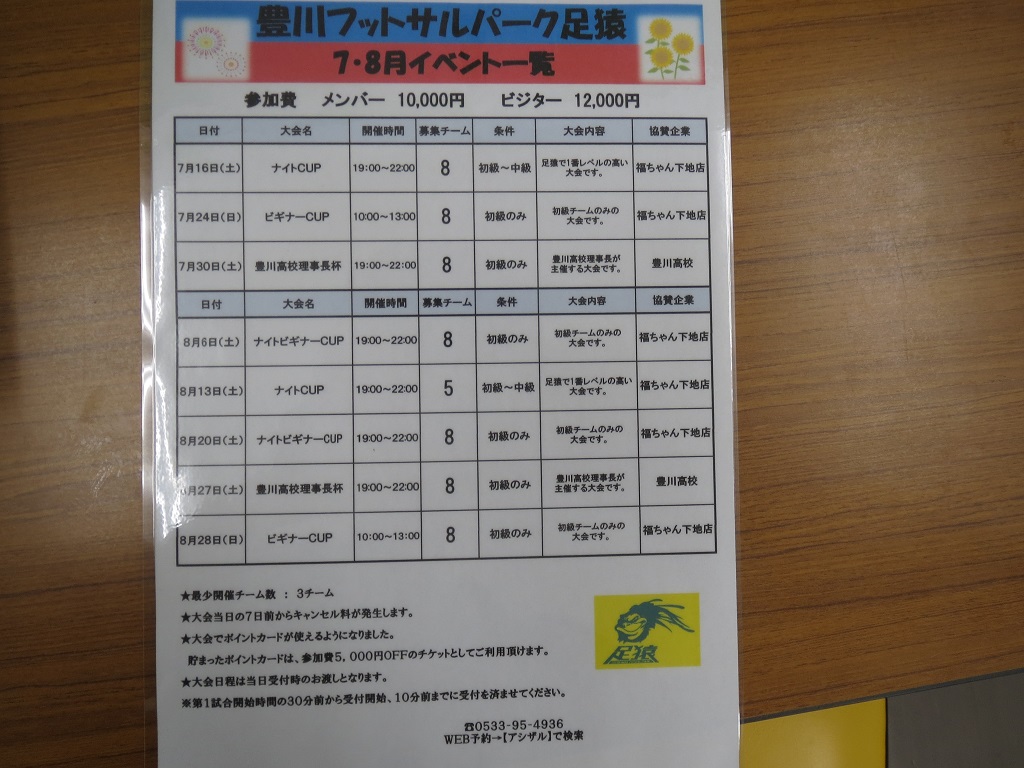 豊川フットサルパーク足猿
7・8月イベント一覧
参加費 メンバー 10,000円 ビジター 12,000円
日付 大会名 開催時間 募集チーム 条件 大会内容 協賛企業
7月16日(土) ナイトCUP 19:00~22:00 8 初級~中級 足猿で1番レベルの高い大会です。 福ちゃん下地店
7月24日(日) ビギナーCUP 10:00~13:00 8 初級のみ 初級チームのみの大会です。 福ちゃん下地店
7月30日(土) 豊川高校理事長杯 19:00~22:00 8 初級のみ 豊川高校理事長が主催する大会です。 豊川高校
日付 大会名 開催時間 募集チーム 条件 大会内容 協賛企業
8月6日(土) ナイトビギナーCUP 19:00~22:00 8 初級のみ 初級チームのみの大会です。 福ちゃん下地店
8月13日(土) ナイトCUP 19:00~22:00 5 初級~中級 足猿で1番レベルの高い大会です。 福ちゃん下地店
8月20日(土) ナイトビギナーCUP 19:00~22:00 8 初級のみ 初級チームのみの大会です。 福ちゃん下地店
月27日(土) 豊川高校理事長杯 19:00~22:00 8 初級のみ 豊川高校理事長が主催する大会です。 豊川高校
8月28日(日) ビギナーCUP 10:00~13:00 8 初級のみ 初級チームのみの大会です。 福ちゃん下地店
★最少開催チーム数 : 3チーム
★大会当日の7日前からキャンセル料が発生します。
★大会でポイントカードが使えるようになりました。
貯まったポイントカードは、参加費5,000円OFFのチケットとしてご利用頂けます。
★大会日程は当日受付時のお渡しとなります。
※第1試合開始時間の30分前から受付開始、10分前までに受付を済ませてください。
足猿
☎0533-95-4936
WEB予約→【アシザル】で検索